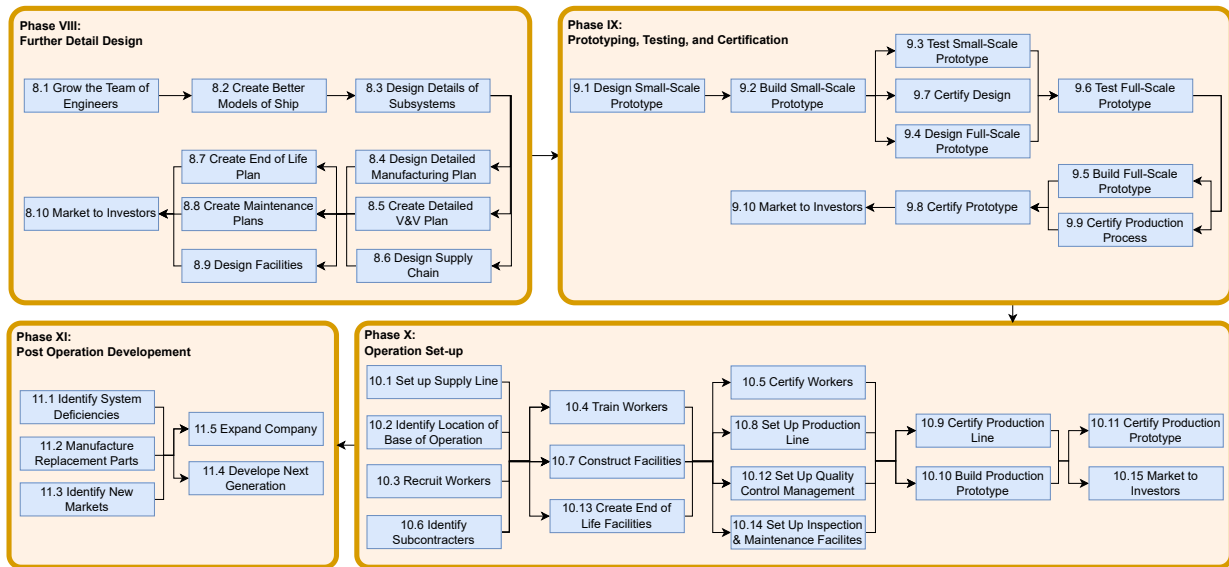 Phase VIII:
Further Detail Design
8.1 Grow the Team of
Engineers
8.2 Create Better
Models of Ship
8.3 Design Details of
Subsystems
8.7 Create End of Life
Plan
8.4 Design Detailed
Manufacturing Plan
8.10 Market to Investors
8.8 Create Maintenance
Plans
8.5 Create Detailed
V&V Plan
8.9 Design Facilities
8.6 Design Supply
Chain
Phase IX:
Prototyping, Testing, and Certification
9.1 Design Small-Scale
Prototype
9.2 Build Small-Scale
Prototype
9.3 Test Small-Scale
Prototype
9.7 Certify Design
9.4 Design Full-Scale
Prototype
9.6 Test Full-Scale
Prototype
9.5 Build Full-Scale
Prototype
9.10 Market to Investors
9.8 Certify Prototype
9.9 Certify Production
Process
Phase XI:
Post Operation Developement
11.1 Identify System
Deficiencies
11.2 Manufacture
Replacement Parts
11.3 Identify New
Markets
11.5 Expand Company
11.4 Develope Next
Generation
Phase X:
Operation Set-up
10.1 Set up Supply Line
10.2 Identify Location of
Base of Operation
10.3 Recruit Workers
10.6 Identify
Subcontracters
10.4 Train Workers
10.7 Construct Facilities
10.13 Create End of
Life Facilities
10.5 Certify Workers
10.8 Set Up Production
Line
10.12 Set Up Quality
Control Management
10.14 Set Up Inspection
& Maintenance Facilites
10.9 Certify Production
Line
10.10 Build Production
Prototype
10.11 Certify Production
Prototype
10.15 Market to
Investors